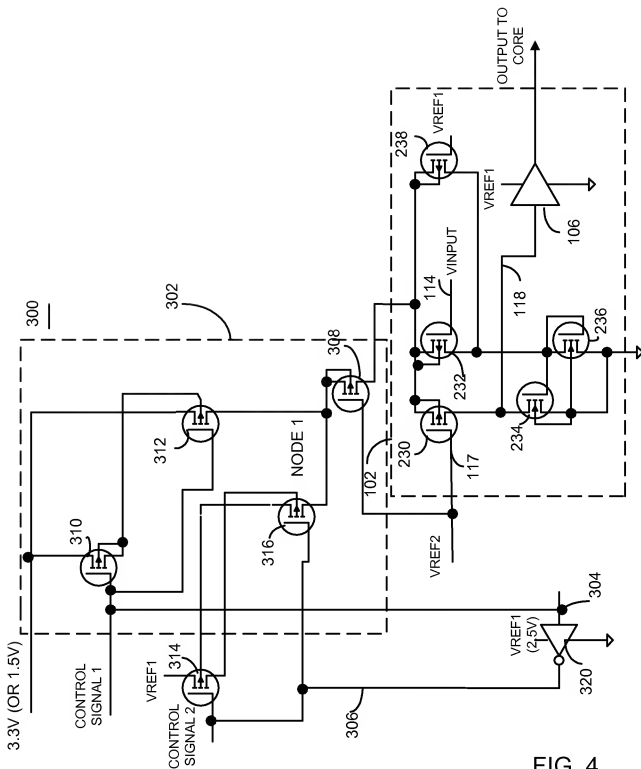 300
302
3.3V (OR 1.5V)
310
312
308
CONTROL
SIGNAL 1
NODE 1
316
VREF1
314
CONTROL
SIGNAL 2
306
304
VREF1
(2.5V)
320
102
VREF2
230
117
232
114
VINPUT
238
VREF1
234
236
118
VREF1
106
OUTPUT TO
CORE
FIG. 4